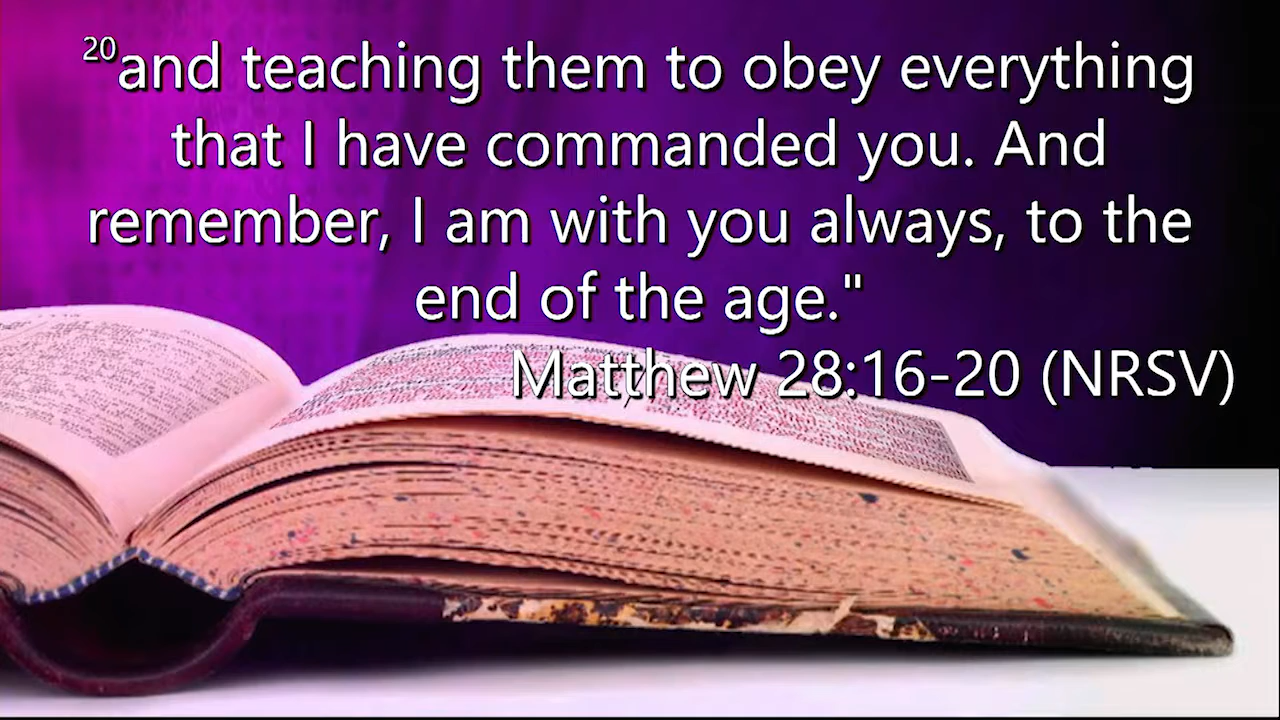 20and teaching them to obey everything
that I have commanded you. And
remember, I am with you always, to the
end of the age."
Matthew 28:16-20 (NRSV)